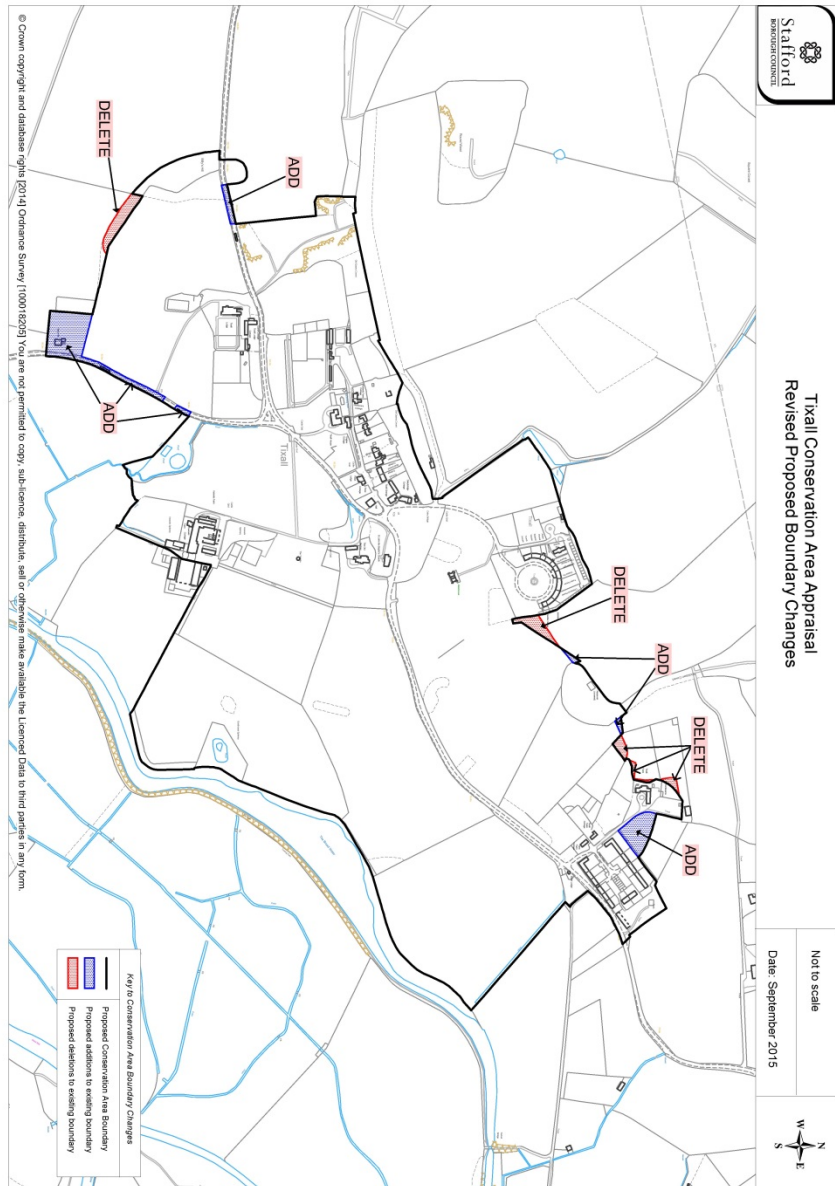 Stafford
BOROUGH COUNCIL
Tixall Conservation Area Appraisal
Revised Proposed Boundary Changes
Not to scale
Date: September 2015
N
W
E
S
DELETE
ADD
DELETE
ADD
ADD
DELETE
ADD
ADD
Tixall
Key to Conservation Area Boundary Changes
Proposed Conservation Area Boundary
Proposed additions to existing boundary
Proposed deletions to existing boundary
© Crown copyright and database rights [2014] Ordnance Survey [100018205] You are not permitted to copy, sub-licence, distribute, sell or otherwise make available the Licenced Data to third parties in any form.